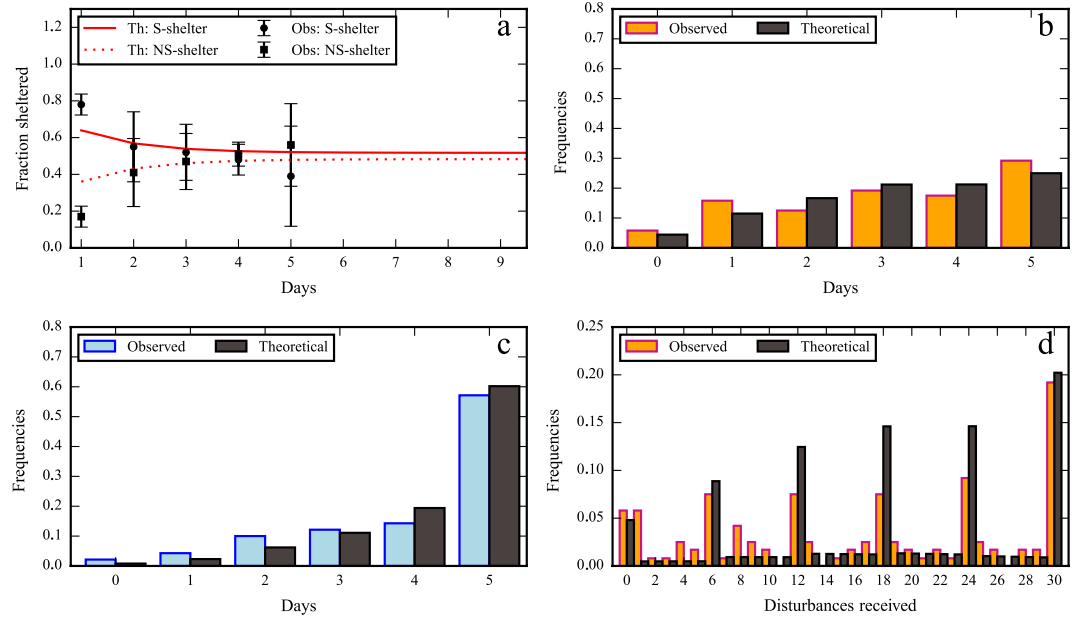 a
Th: S-shelter
Obs: S-shelter
Th: NS-shelter
Obs: NS-shelter
Fraction sheltered
1.2
1.0
0.8
0.6
0.4
0.2
0.0
1 2 3 4 5 6 7 8 9
Days
b
Observed
Theoretical
Frequencies
0.8
0.7
0.6
0.5
0.4
0.3
0.2
0.1
0.0
0 1 2 3 4 5
Days
c
Observed
Theoretical
Frequencies
0.8
0.7
0.6
0.5
0.4
0.3
0.2
0.1
0.0
0 1 2 3 4 5
Days
d
Observed
Theoretical
Frequencies
0.25
0.20
0.15
0.10
0.05
0.00
0 2 4 6 8 10 12 14 16 18 20 22 24 26 28 30
Disturbances received